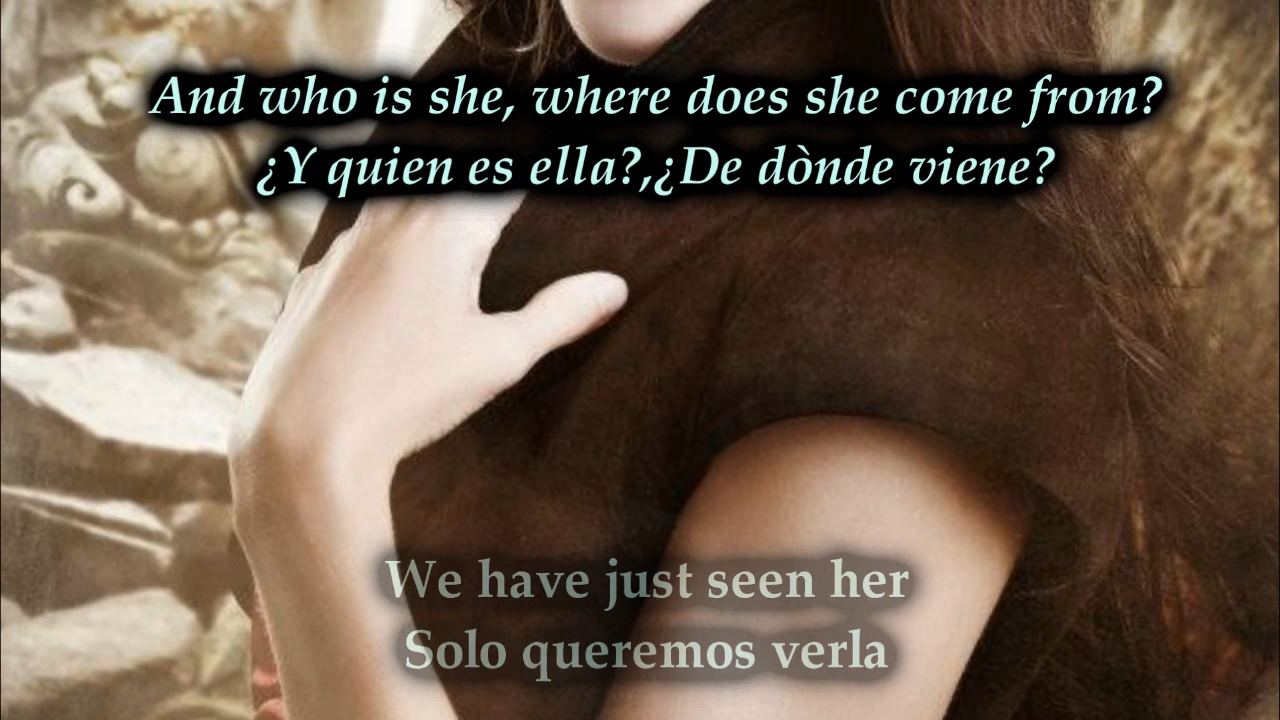 And who is she, where does she come from?
¿Y quien es ella?,¿De dònde viene?
We have just seen her
Solo queremos verla